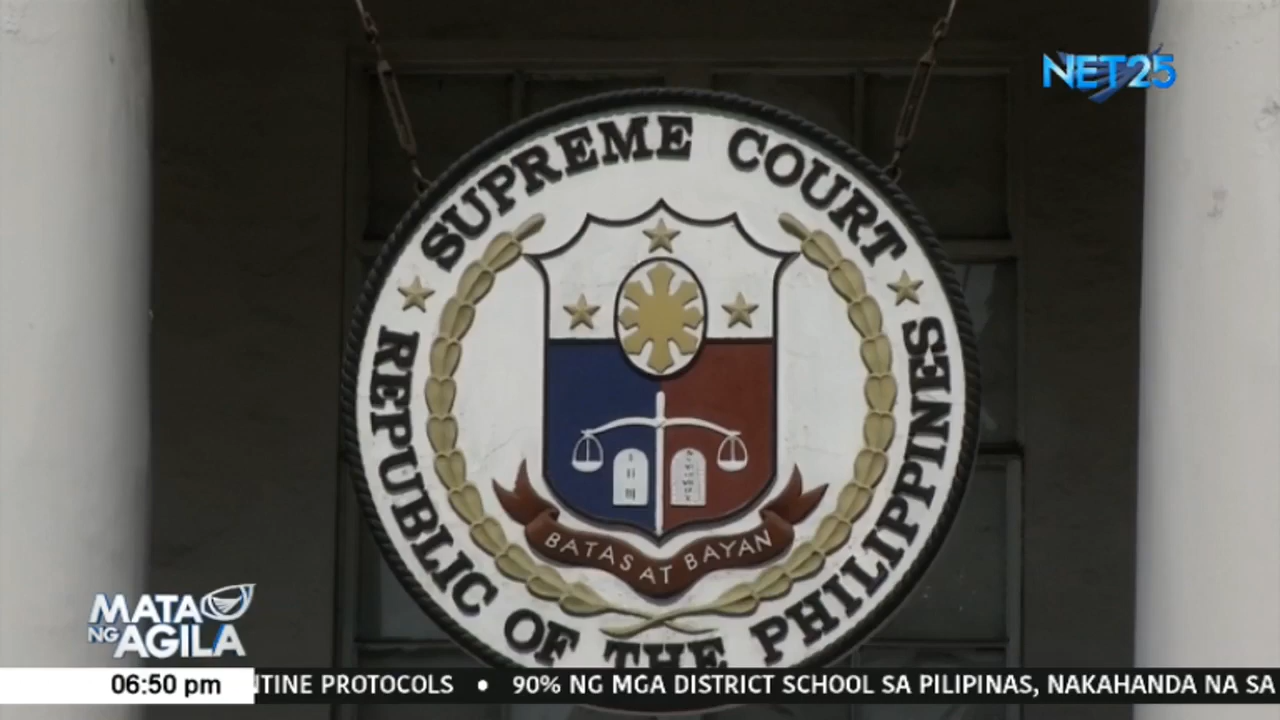 NET25
SUPREME COURT
REPUBLIC OF THE PHILIPPINES
BATAS AT BAYAN
MATA
NG AGILA
06:50 pm
NTINE PROTOCOLS • 90% NG MGA DISTRICT SCHOOL SA PILIPINAS, NAKAHANDA NA SA